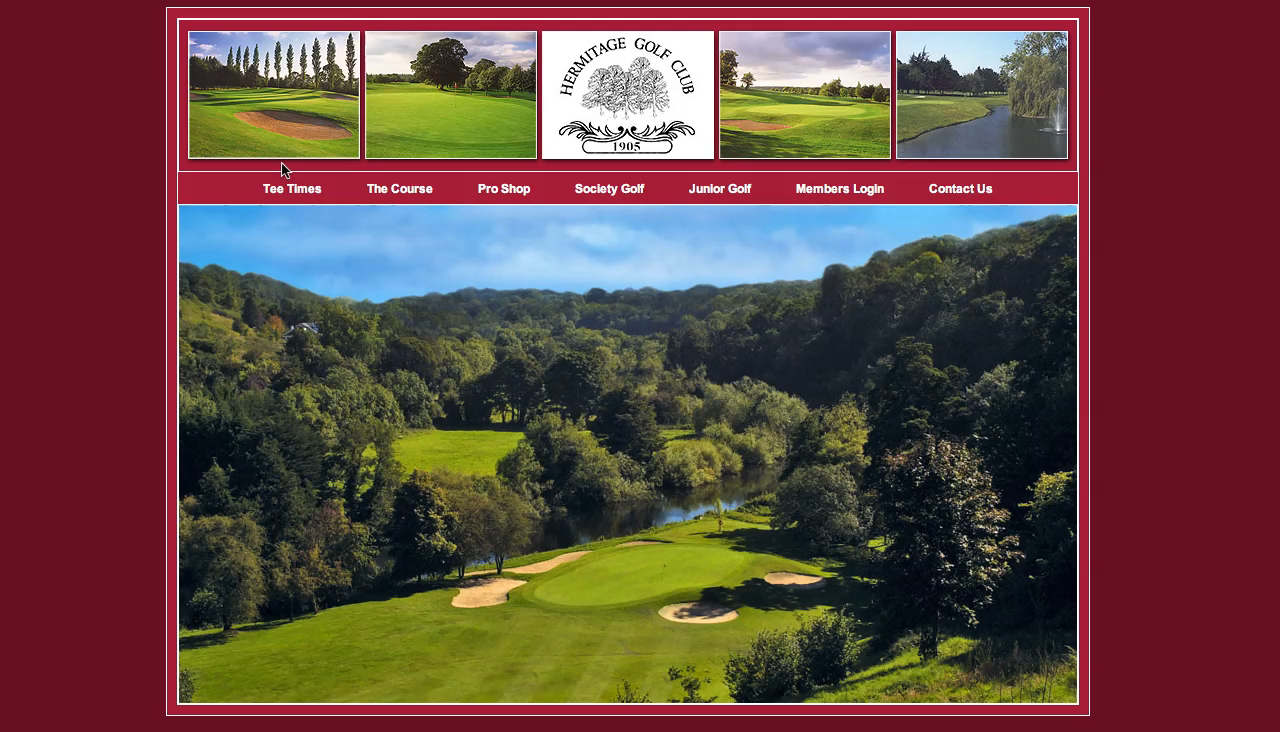 HERMITAGE GOLF CLUB
1905
Tee Times The Course Pro Shop Society Golf Junior Golf Members Login Contact Us